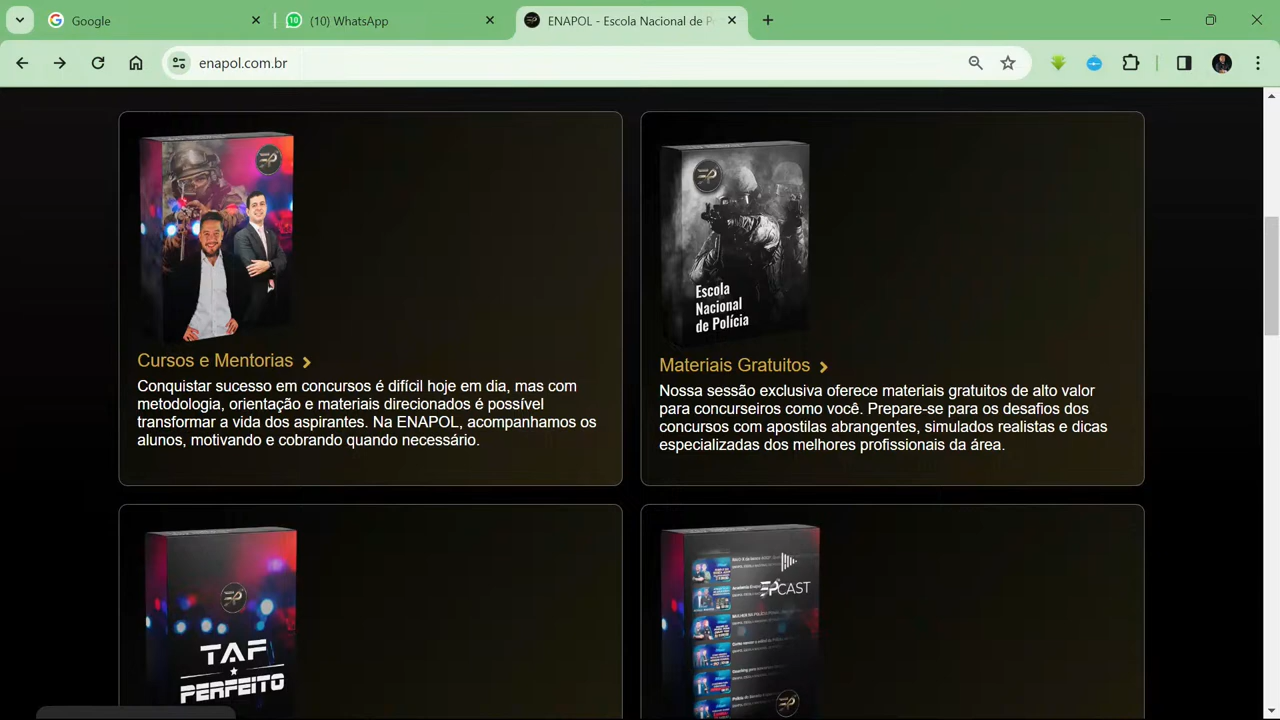 Google
(10) WhatsApp
ENAPOL - Escola Nacional de P
enapol.com.br
Escola
Nacional
de Polícia
Cursos e Mentorias
Conquistar sucesso em concursos é difícil hoje em dia, mas com
metodologia, orientação e materiais direcionados é possível
transformar a vida dos aspirantes. Na ENAPOL, acompanhamos os
alunos, motivando e cobrando quando necessário.
Materiais Gratuitos
Nossa sessão exclusiva oferece materiais gratuitos de alto valor
para concurseiros como você. Prepare-se para os desafios dos
concursos com apostilas abrangentes, simulados realistas e dicas
especializadas dos melhores profissionais da área.
TAF
PERFEITO
EPCAST